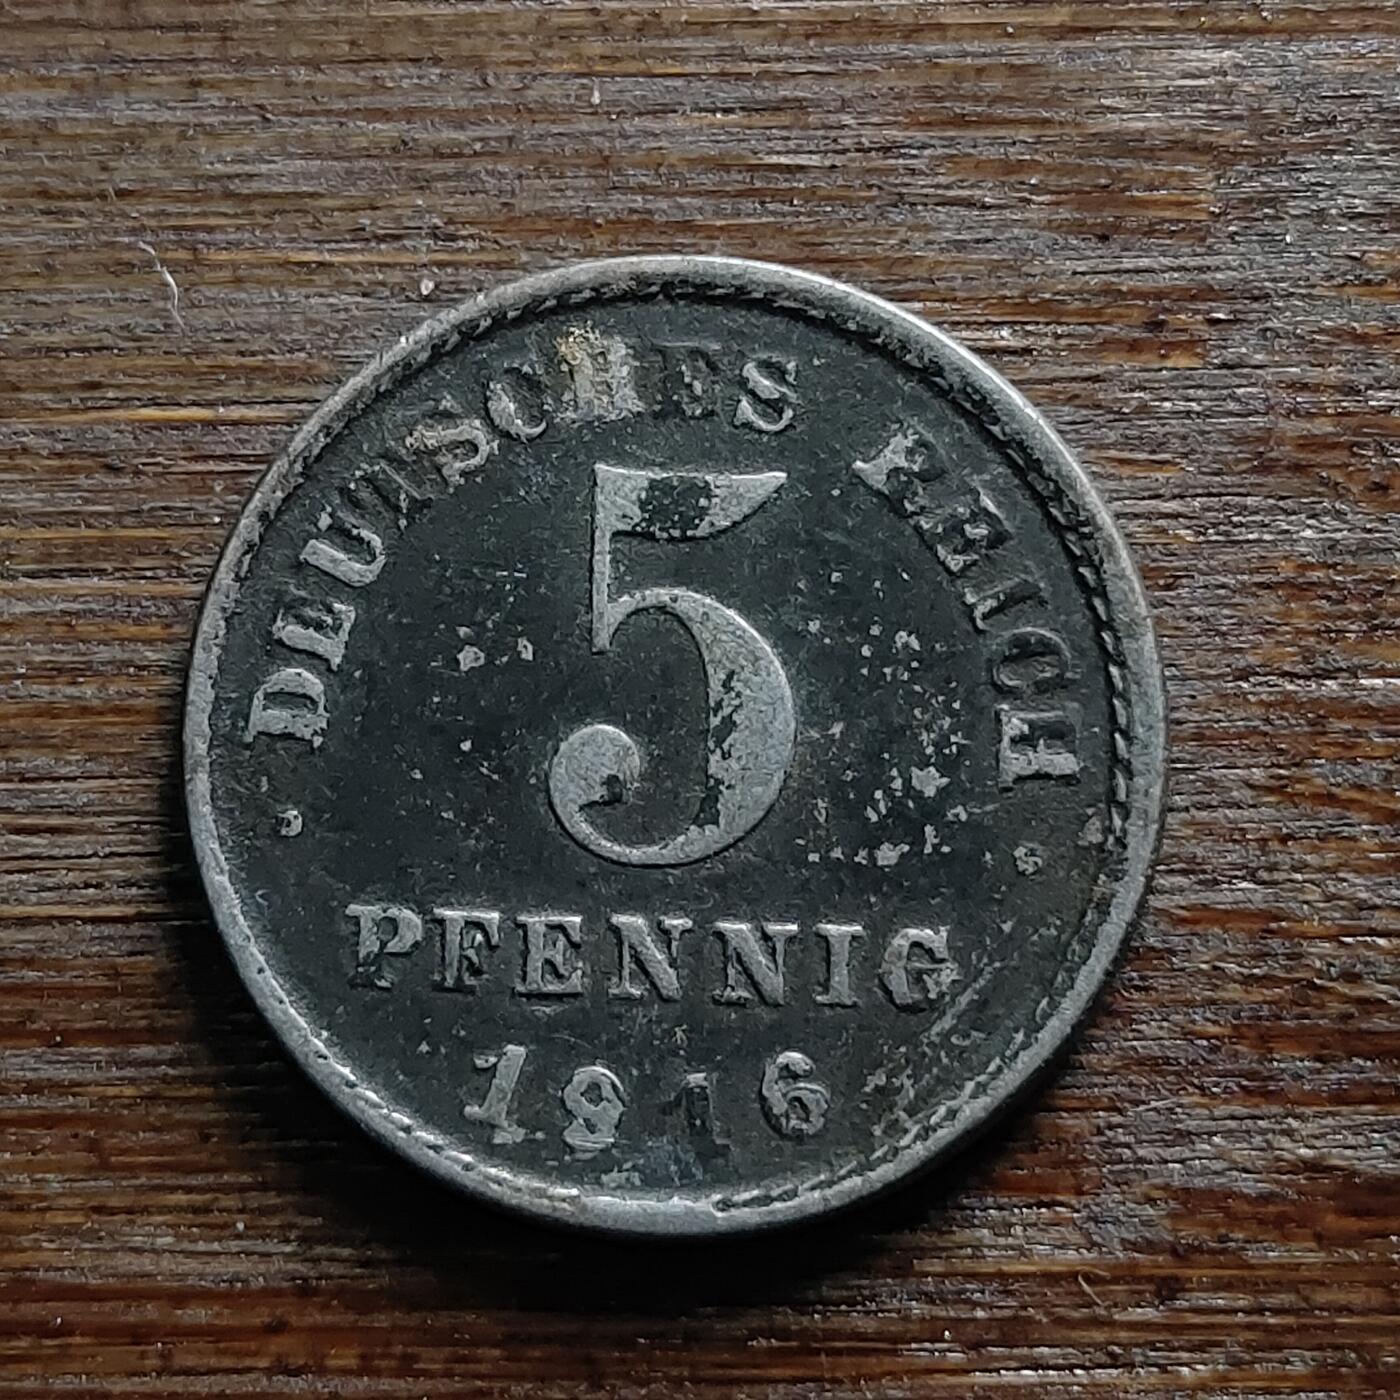 DEUTSCHES REICH
5
PFENNIG
1916